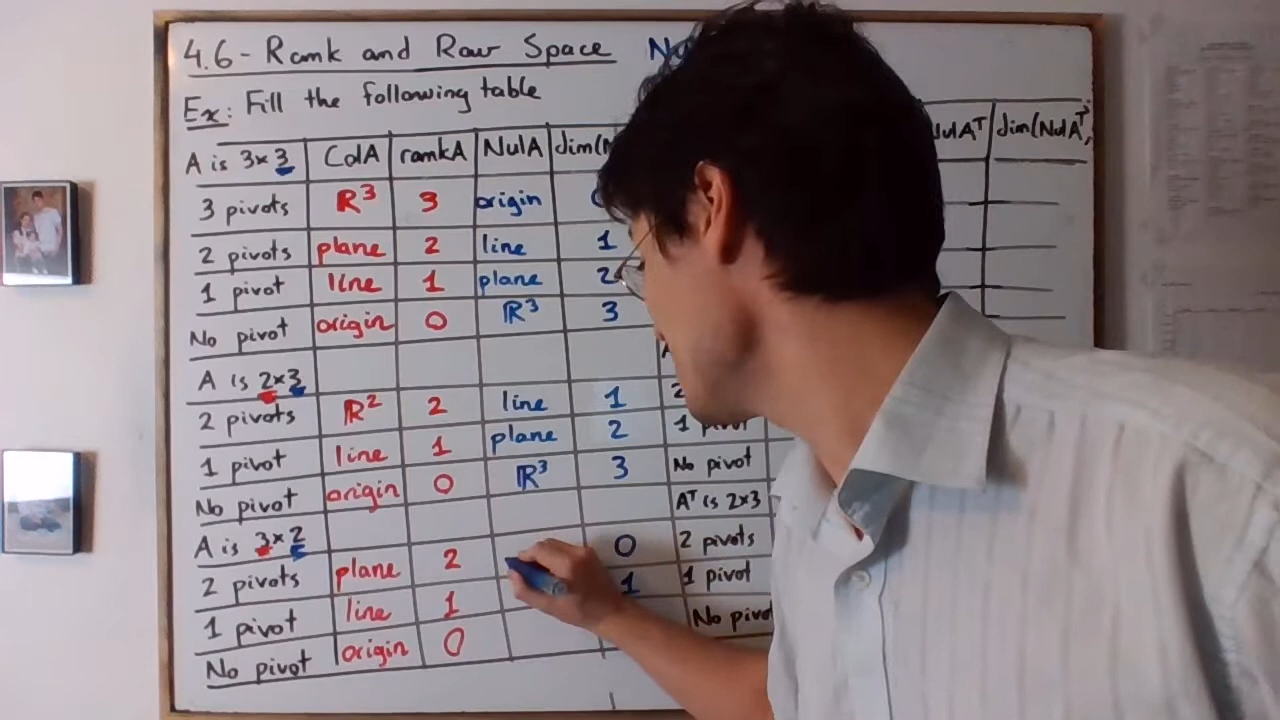 4.6 - Rank and Row Space Nu
Ex: Fill the following table
A is 3×3 ColA rankA NulA dim(N NulAᵀ dim(NulAᵀ)
3 pivots ℝ³ 3 origin
2 pivots plane 2 line 1
1 pivot line 1 plane 2
No pivot origin 0 ℝ³ 3
A is 2×3
2 pivots ℝ² 2 line 1 2
1 pivot line 1 plane 2 1 pivot
No pivot origin 0 ℝ³ 3 No pivot
A is 3×2 Aᵀ is 2×3
2 pivots plane 2 0 2 pivots
1 pivot line 1 1 1 pivot
No pivot origin 0 No pivot